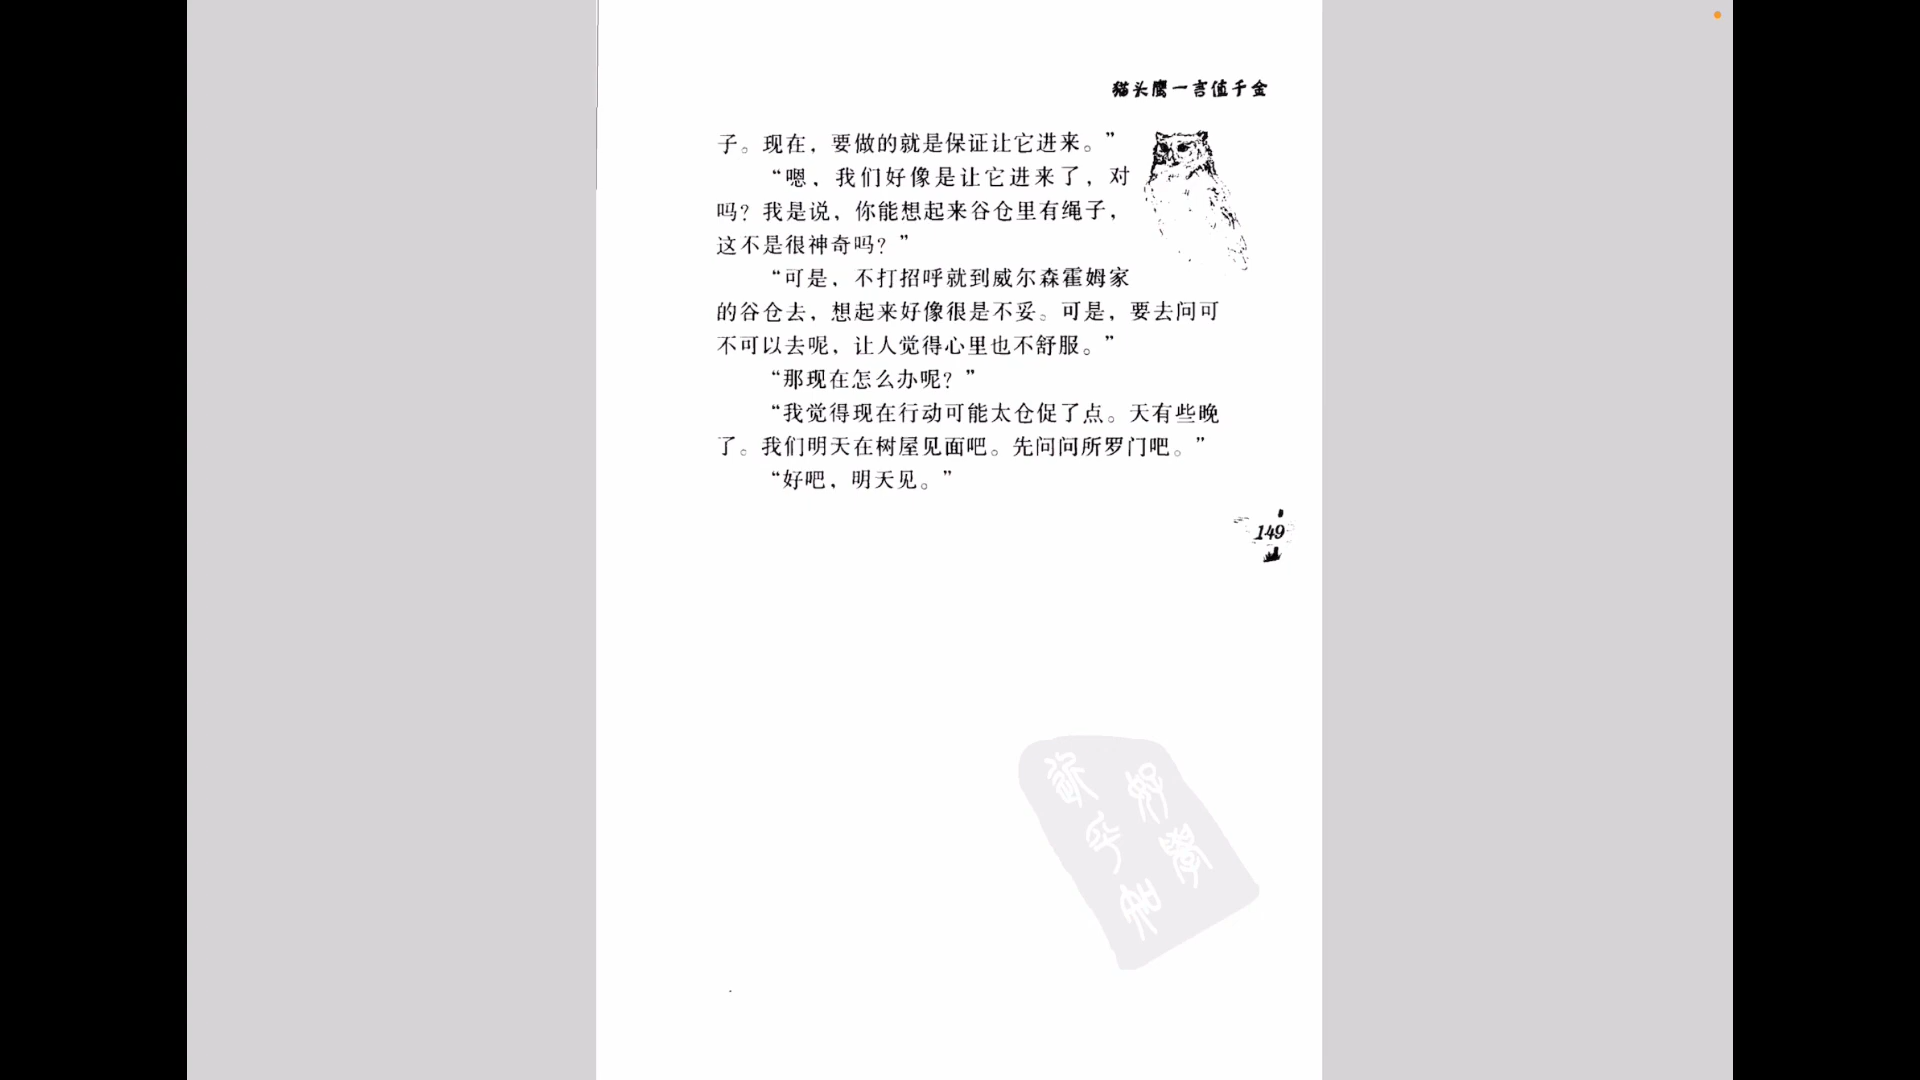 猫头鹰一言值千金
子。现在，要做的就是保证让它进来。”
“嗯，我们好像是让它进来了，对
吗？我是说，你能想起来谷仓里有绳子，
这不是很神奇吗？”
“可是，不打招呼就到威尔森霍姆家
的谷仓去，想起来好像很是不妥。可是，要去问可
不可以去呢，让人觉得心里也不舒服。”
“那现在怎么办呢？”
“我觉得现在行动可能太仓促了点。天有些晚
了。我们明天在树屋见面吧。先问问所罗门吧。”
“好吧，明天见。”
149
好學